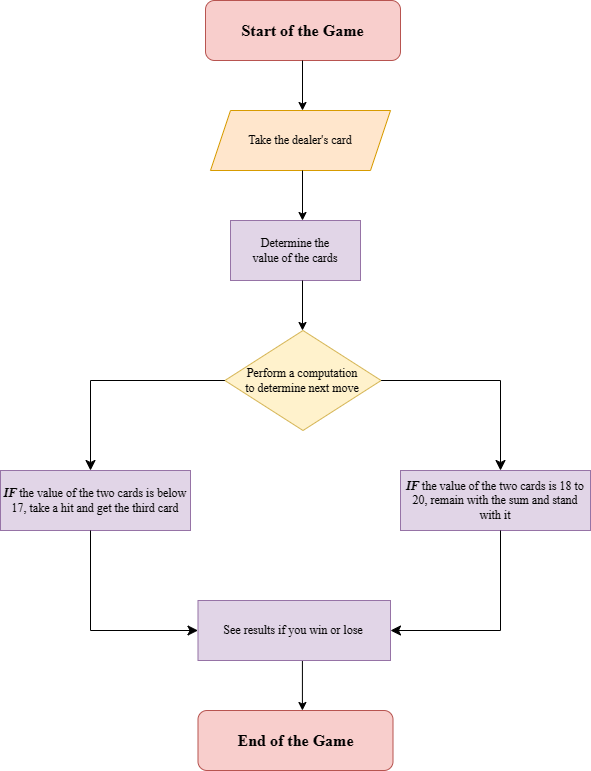 Start of the Game
Take the dealer's card
Determine the
value of the cards
Perform a computation
to determine next move
IF the value of the two cards is below
17, take a hit and get the third card
IF the value of the two cards is 18 to
20, remain with the sum and stand
with it
See results if you win or lose
End of the Game